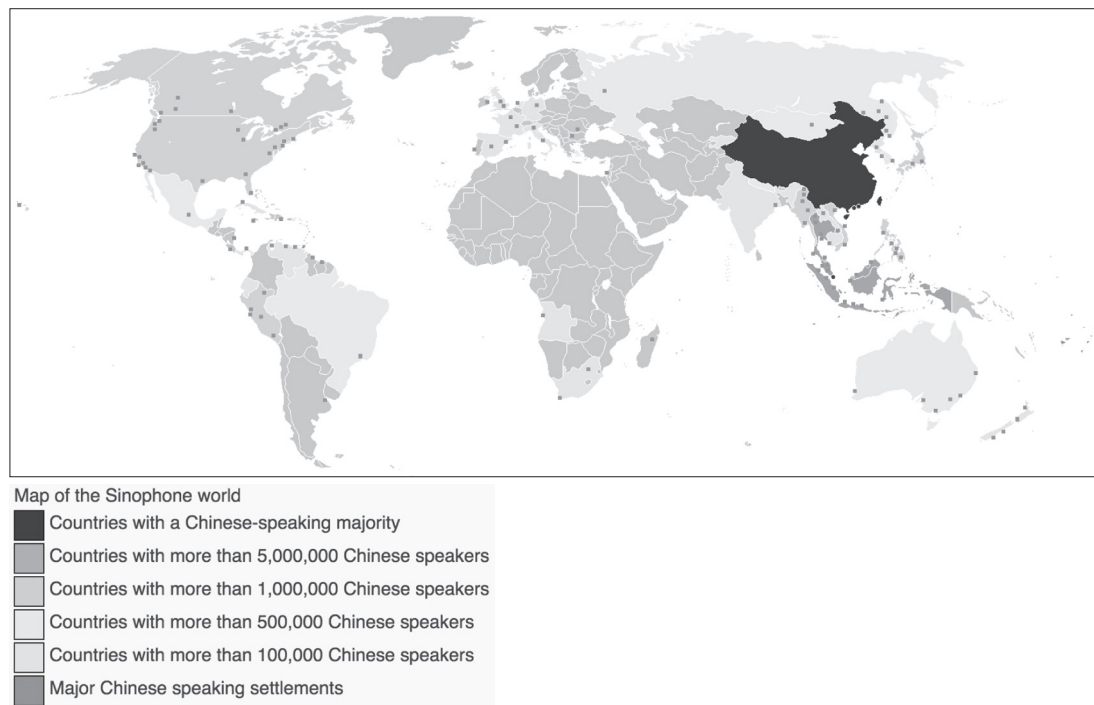 Map of the Sinophone world
Countries with a Chinese-speaking majority
Countries with more than 5,000,000 Chinese speakers
Countries with more than 1,000,000 Chinese speakers
Countries with more than 500,000 Chinese speakers
Countries with more than 100,000 Chinese speakers
Major Chinese speaking settlements